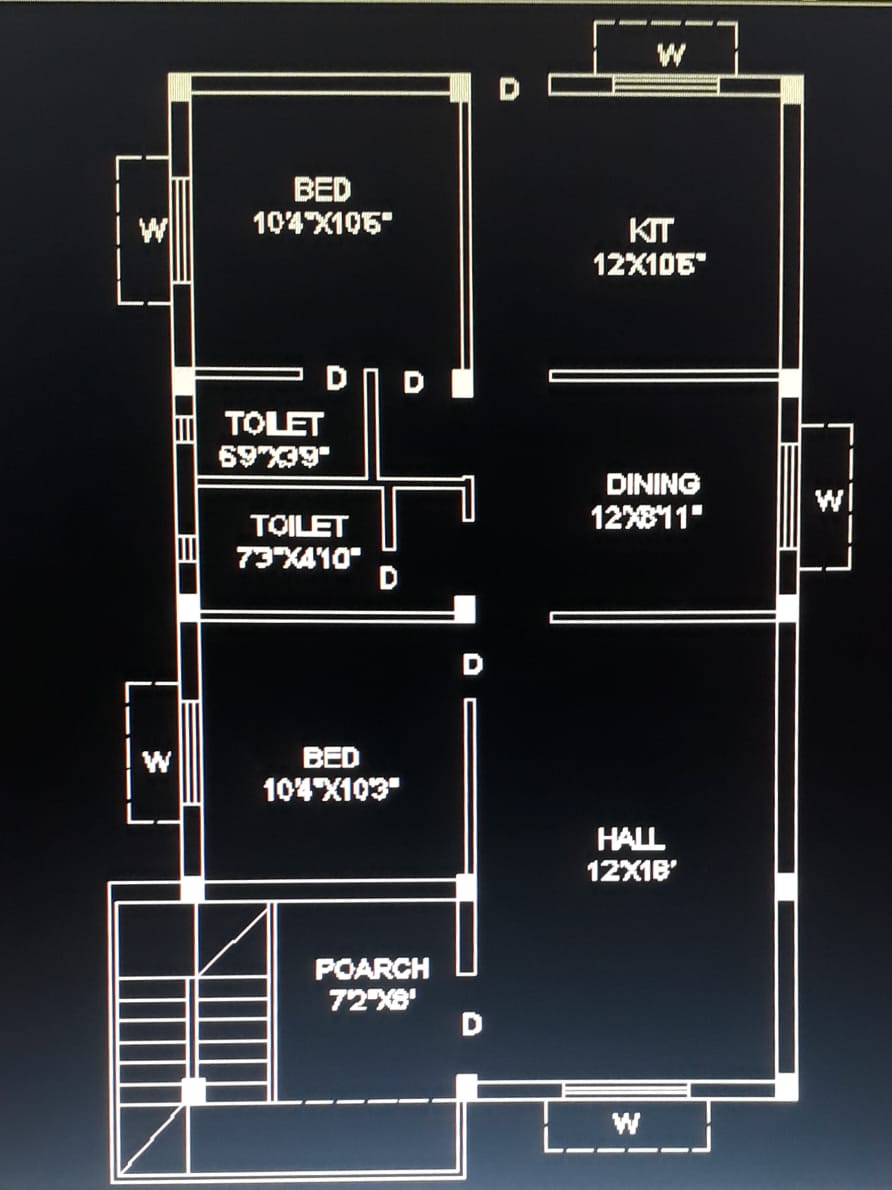 W
D
BED
10'4"X10'6"
W
KIT
12'X10'6"
D
D
TOILET
6'9"X3'9"
DINING
12'X8'11"
W
TOILET
7'3"X4'10"
D
D
BED
10'4"X10'3"
W
HALL
12'X18'
POARCH
7'2"X8'
D
W